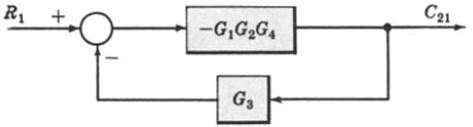 R₁ + C₂₁
−G₁G₂G₄
−
G₃